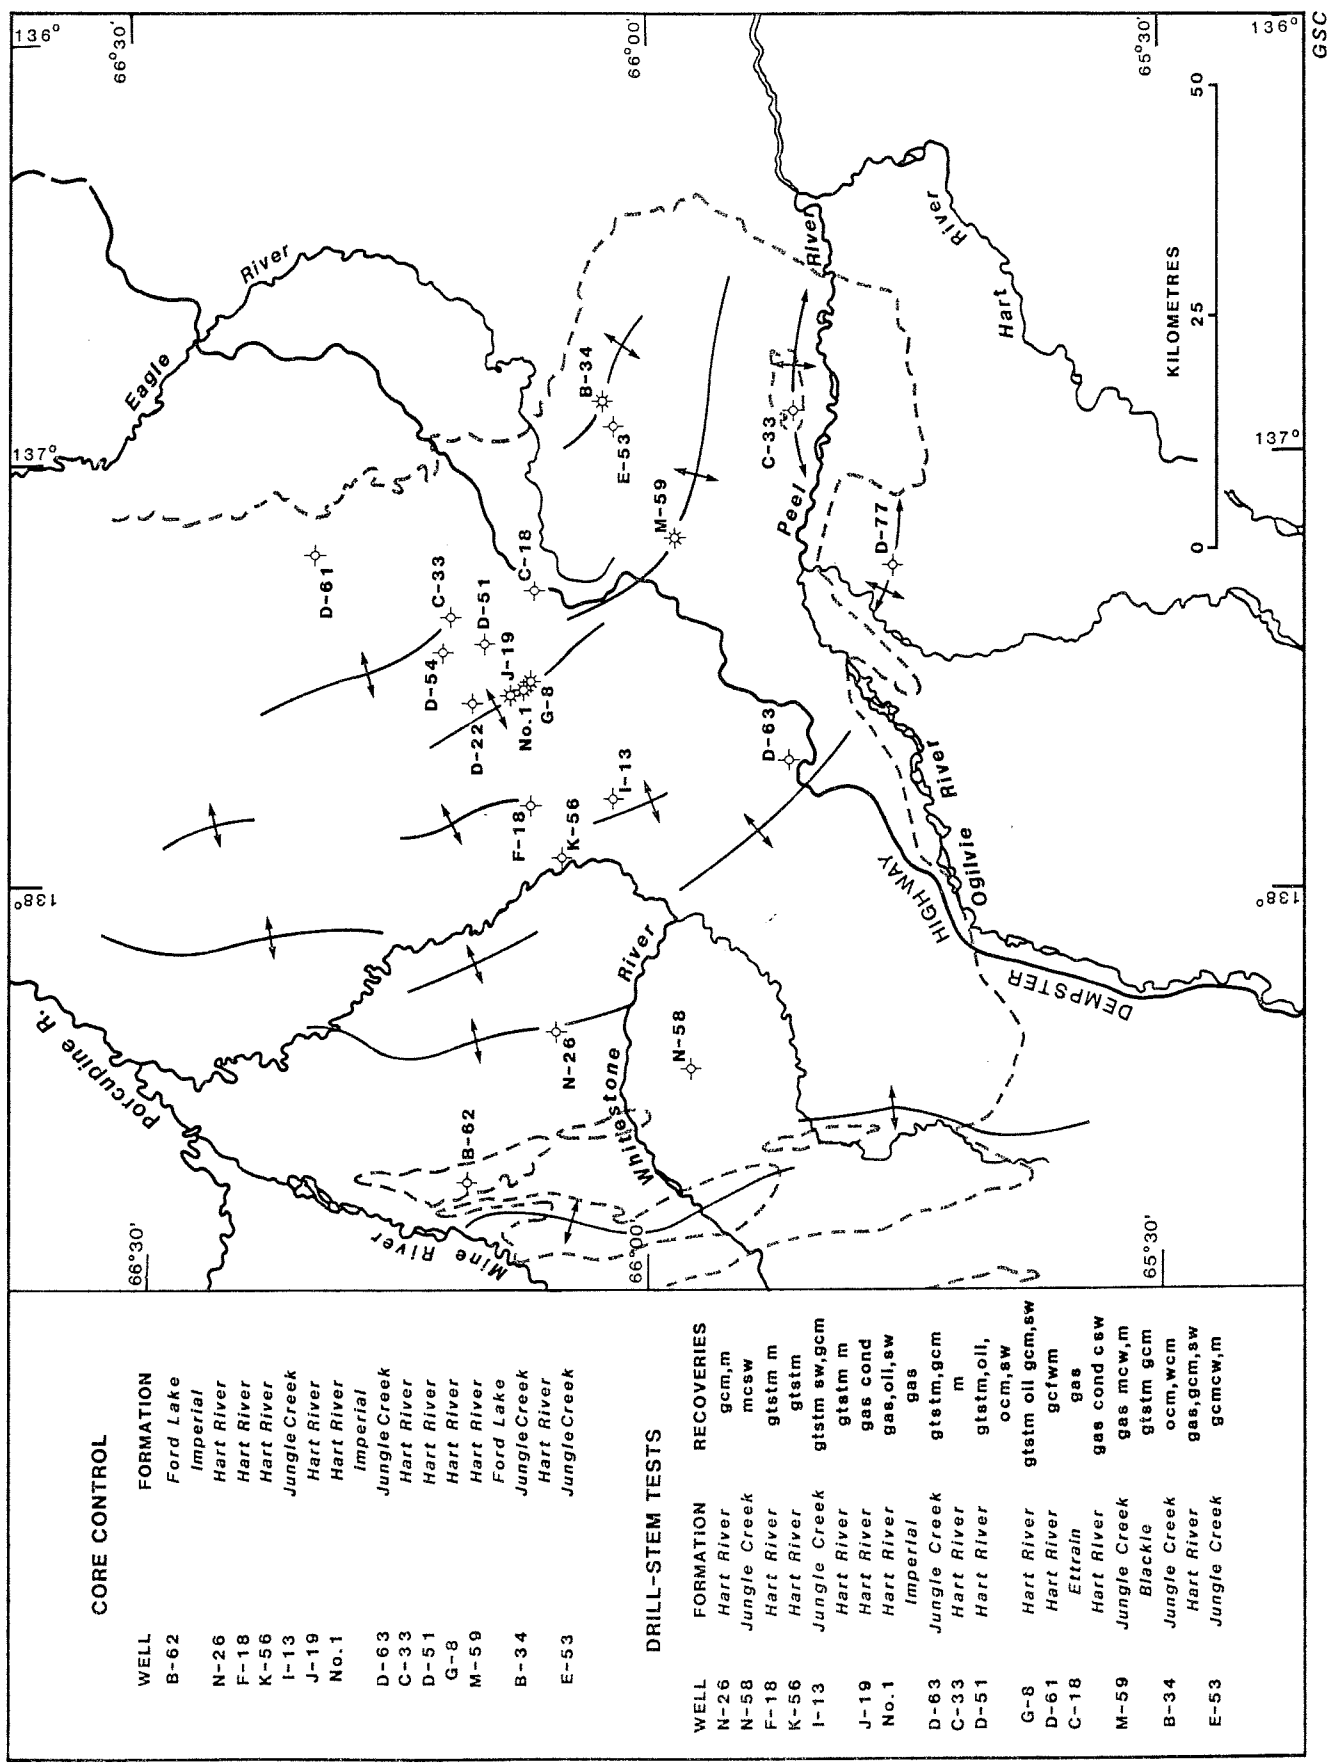 CORE CONTROL
WELL FORMATION
B-62 Ford Lake
Imperial
N-26 Hart River
F-18 Hart River
K-56 Hart River
I-13 Jungle Creek
J-19 Hart River
No.1 Hart River
Imperial
D-63 Jungle Creek
C-33 Hart River
D-51 Hart River
G-8 Hart River
M-59 Hart River
Ford Lake
B-34 Jungle Creek
Hart River
E-53 Jungle Creek
DRILL-STEM TESTS
WELL FORMATION RECOVERIES
N-26 Hart River gcm,m
N-58 Jungle Creek mcsw
F-18 Hart River gtstm m
K-56 Hart River gtstm
I-13 Jungle Creek gtstm sw,gcm
Hart River gtstm m
J-19 Hart River gas cond
No.1 Hart River gas,oil,sw
Imperial gas
D-63 Jungle Creek gtstm,gcm
C-33 Hart River m
D-51 Hart River gtstm,oil,
ocm,sw
G-8 Hart River gtstm oil gcm,sw
D-61 Hart River gcfwm
C-18 Ettrain gas
Hart River gas cond csw
M-59 Jungle Creek gas mcw,m
Blackie gtstm gcm
B-34 Jungle Creek ocm,wcm
Hart River gas,gcm,sw
E-53 Jungle Creek gcmcw,m
138°
137°
136°
66°30'
66°30'
Porcupine R.
Eagle
River
D-61
C-33
D-54
D-51
D-22
J-19
No.1
G-8
C-18
B-62
Mine River
F-18
K-56
N-26
I-13
B-34
E-53
66°00'
66°00'
Whitestone
River
N-58
M-59
D-63
C-33
Peel
River
D-77
HIGHWAY
DEMPSTER
Ogilvie
River
Hart
River
65°30'
65°30'
KILOMETRES
0 25 50
138°
137°
136°
GSC